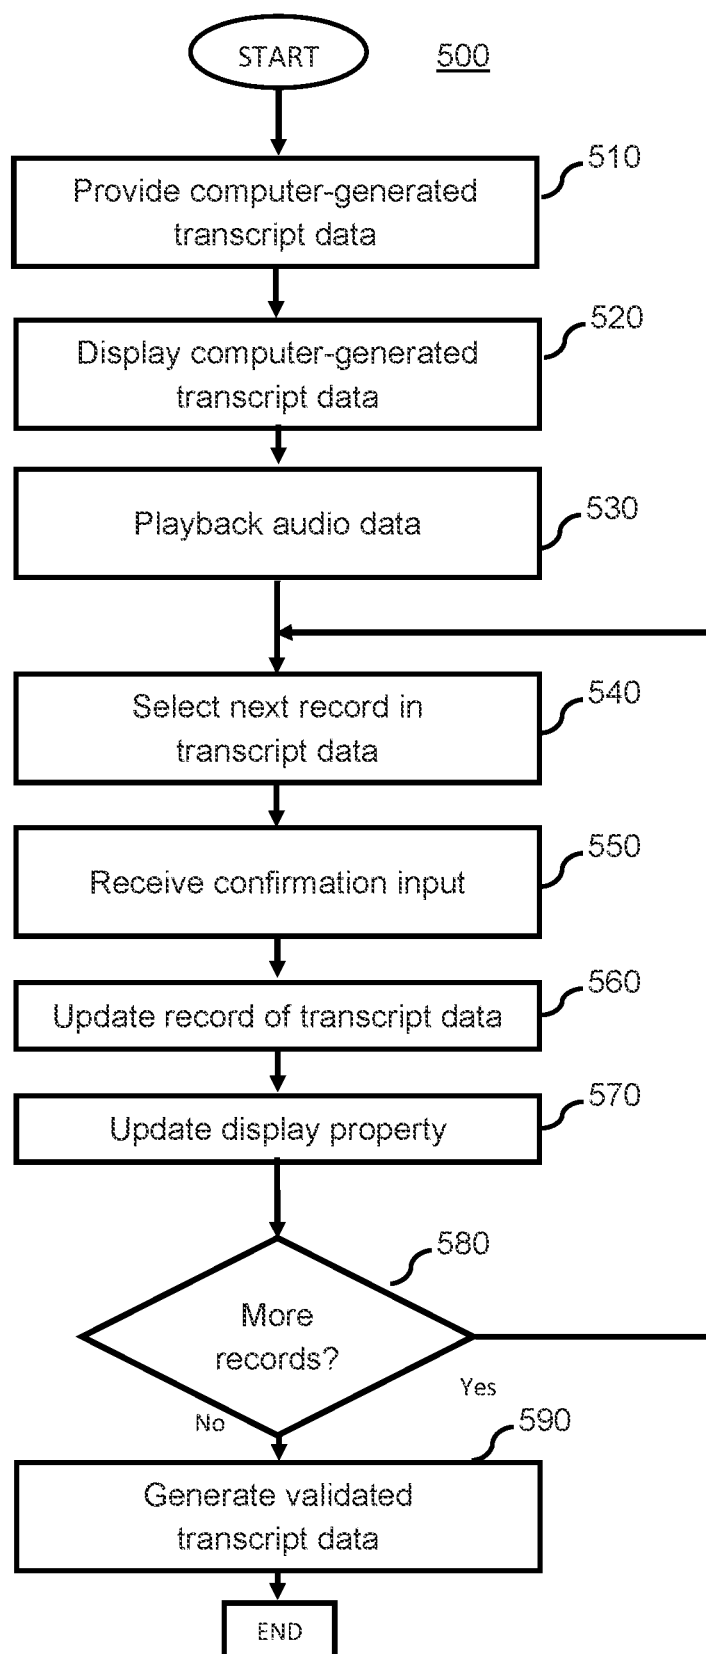 START
500
510
Provide computer-generated
transcript data
520
Display computer-generated
transcript data
530
Playback audio data
540
Select next record in
transcript data
550
Receive confirmation input
560
Update record of transcript data
570
Update display property
580
More
records?
Yes
No
590
Generate validated
transcript data
END